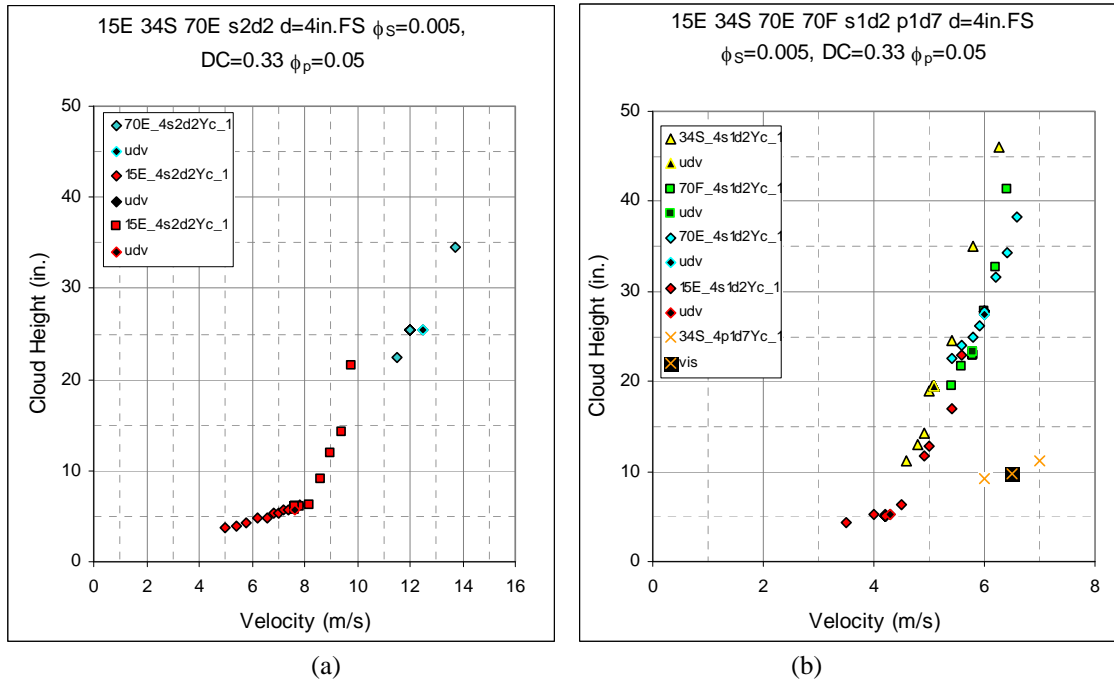 15E 34S 70E s2d2 d=4in.FS ϕS=0.005,
DC=0.33 ϕp=0.05
50
40
30
20
10
0
Cloud Height (in.)
70E_4s2d2Yc_1
udv
15E_4s2d2Yc_1
udv
15E_4s2d2Yc_1
udv
0 2 4 6 8 10 12 14 16
Velocity (m/s)
(a)
15E 34S 70E 70F s1d2 p1d7 d=4in.FS
ϕS=0.005, DC=0.33 ϕp=0.05
50
40
30
20
10
0
Cloud Height (in.)
34S_4s1d2Yc_1
udv
70F_4s1d2Yc_1
udv
70E_4s1d2Yc_1
udv
15E_4s1d2Yc_1
udv
34S_4p1d7Yc_1
vis
0 2 4 6 8
Velocity (m/s)
(b)